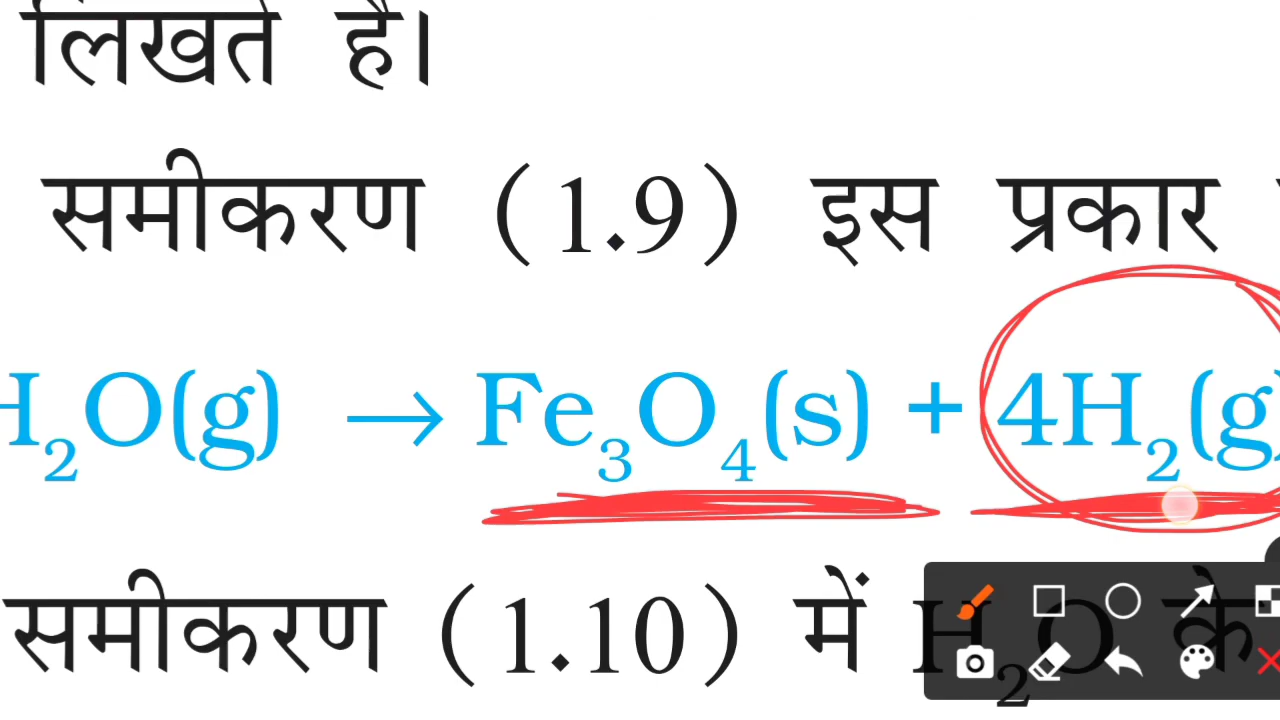 लिखते हैं।
समीकरण (1.9) इस प्रकार
H₂O(g) → Fe₃O₄(s) + 4H₂(g)
समीकरण (1.10) में H₂O के